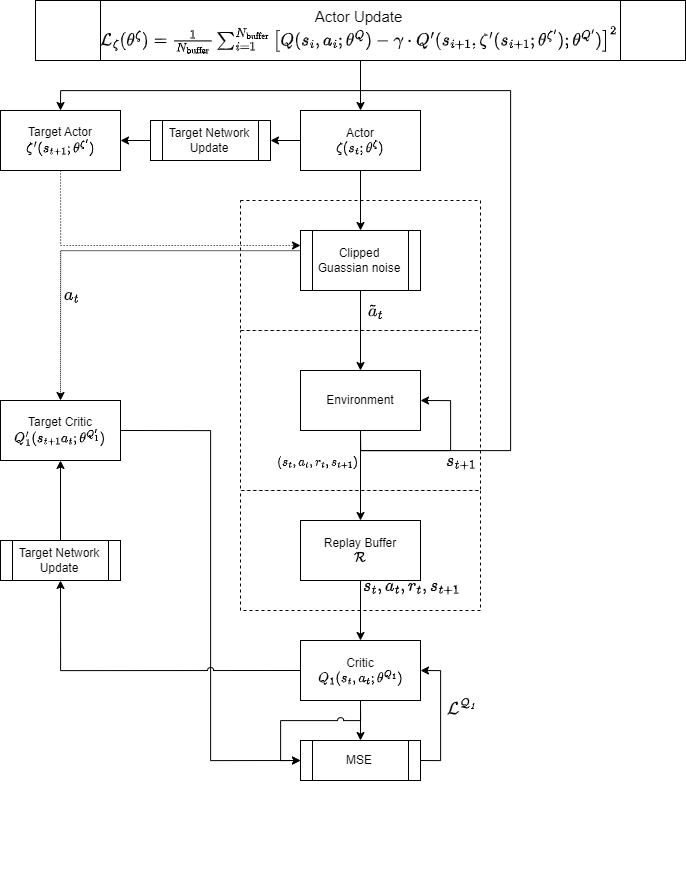 Actor Update
$\mathcal{L}_{\zeta}(\theta^{\zeta}) = \frac{1}{N_{\text{buffer}}} \sum_{i=1}^{N_{\text{buffer}}} \left[ Q(s_i, a_i; \theta^Q) - \gamma \cdot Q'(s_{i+1}, \zeta'(s_{i+1}; \theta^{\zeta'}); \theta^{Q'}) \right]^2$
Target Actor
$\zeta'(s_{t+1}; \theta^{\zeta'})$
Target Network
Update
Actor
$\zeta(s_t; \theta^{\zeta})$
Clipped
Guassian noise
$a_t$
$\tilde{a}_t$
Environment
Target Critic
$Q_1'(s_{t+1} a_t; \theta^{Q_1'})$
$(s_t, a_t, r_t, s_{t+1})$
$s_{t+1}$
Replay Buffer
$\mathcal{R}$
Target Network
Update
$s_t, a_t, r_t, s_{t+1}$
Critic
$Q_1(s_t, a_t; \theta^{Q_1})$
$\mathcal{L}^{Q_1}$
MSE